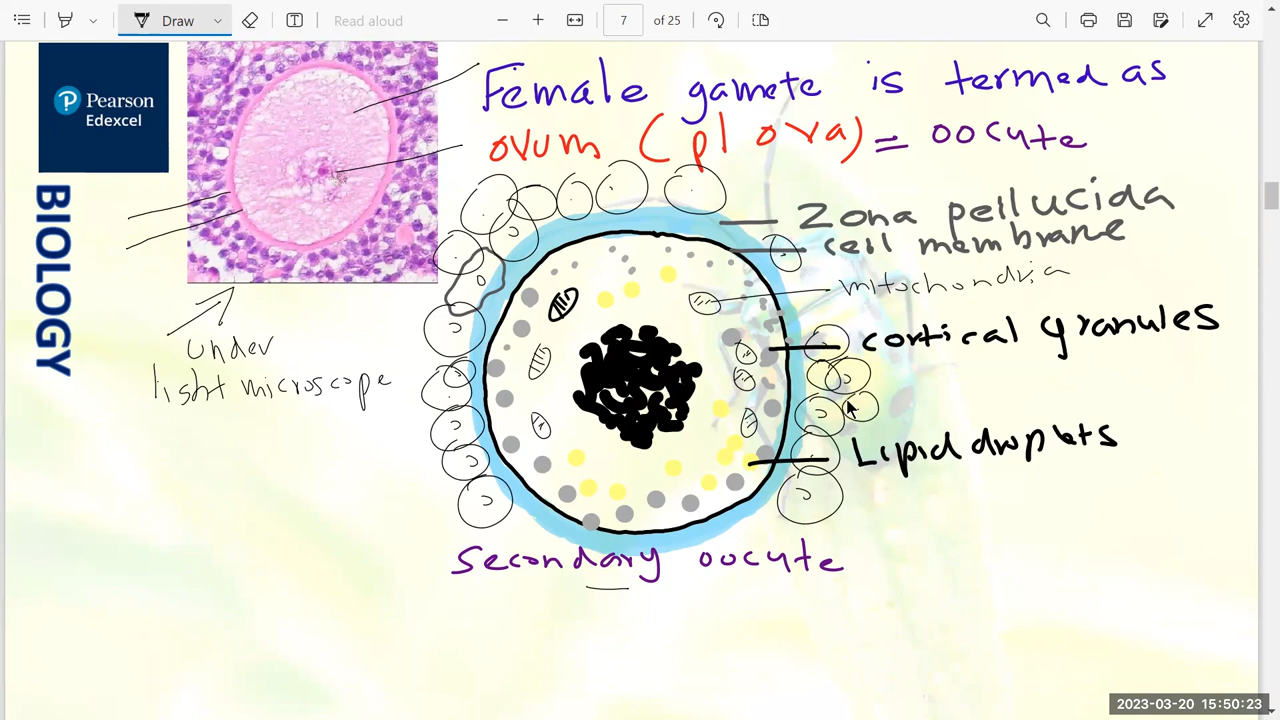 Draw
Read aloud
7
of 25
Pearson
Edexcel
BIOLOGY
Female gamete is termed as
ovum (pl ova) = oocyte
Zona pellucida
cell membrane
mitochondria
cortical granules
Lipid droplets
Under
light microscope
secondary oocyte
2023-03-20 15:50:23